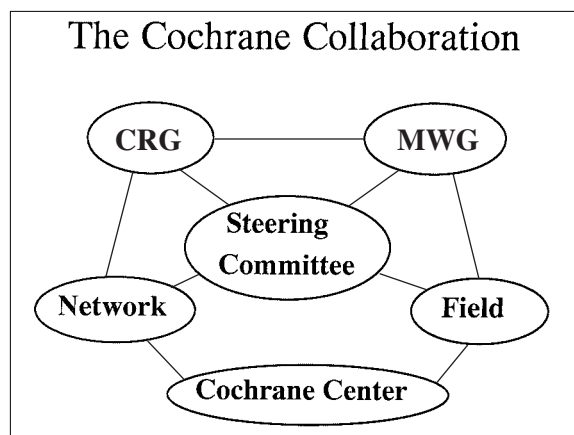 The Cochrane Collaboration
CRG
MWG
Steering
Committee
Network
Field
Cochrane Center